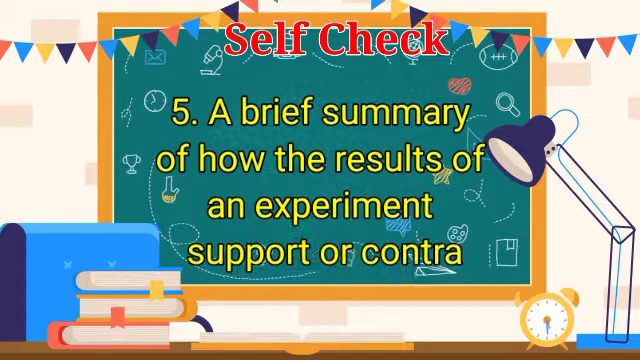 Self Check
5. A brief summary
of how the results of
an experiment
support or contra